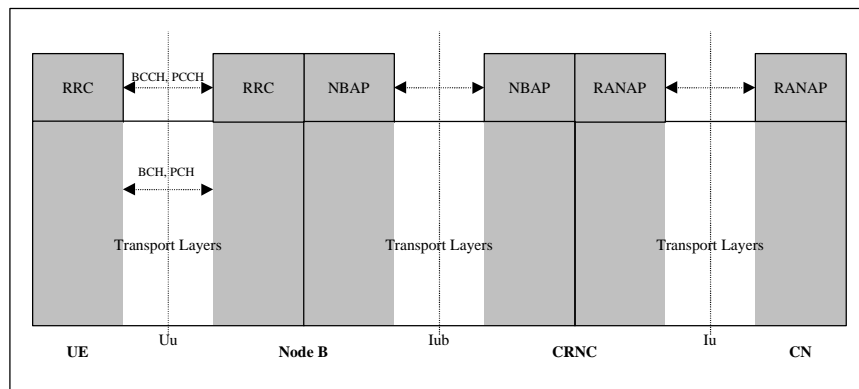 BCCH, PCCH
RRC
RRC
NBAP
NBAP
RANAP
RANAP
BCH, PCH
Transport Layers
Transport Layers
Transport Layers
Uu
Iub
Iu
UE
Node B
CRNC
CN